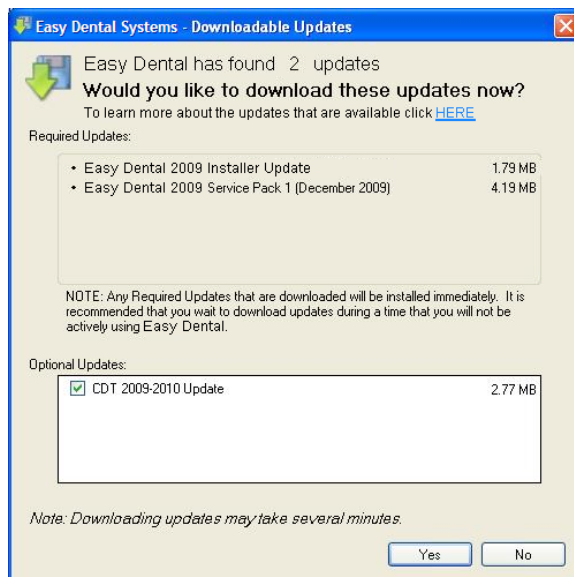 Easy Dental Systems - Downloadable Updates
Easy Dental has found 2 updates
Would you like to download these updates now?
To learn more about the updates that are available click HERE
Required Updates:
• Easy Dental 2009 Installer Update 1.79 MB
• Easy Dental 2009 Service Pack 1 (December 2009) 4.19 MB
NOTE: Any Required Updates that are downloaded will be installed immediately. It is
recommended that you wait to download updates during a time that you will not be
actively using Easy Dental.
Optional Updates:
CDT 2009-2010 Update 2.77 MB
Note: Downloading updates may take several minutes.
Yes No